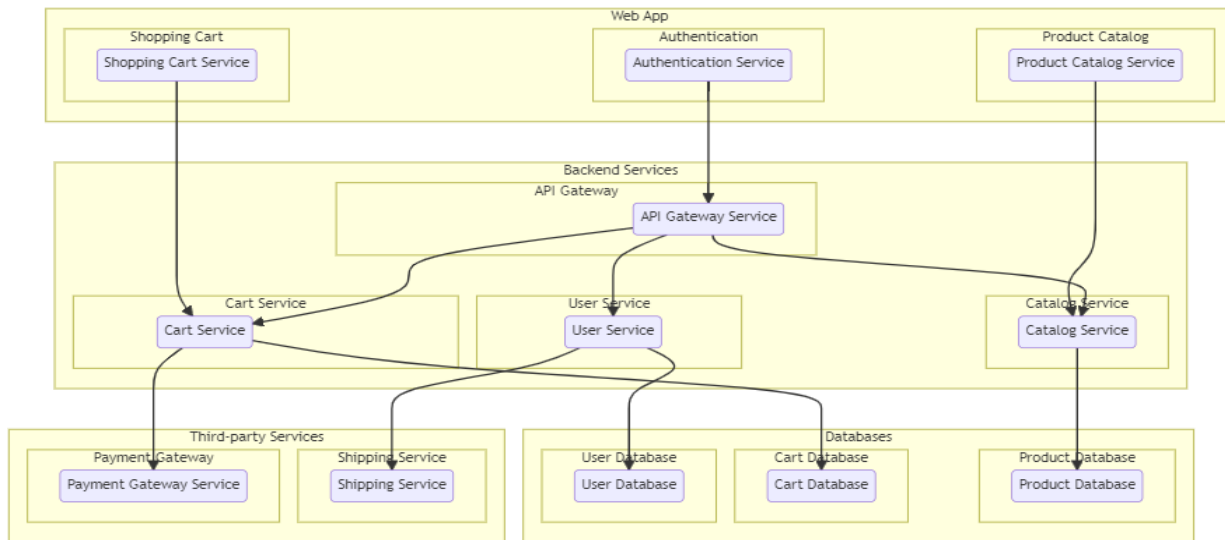 Web App
Shopping Cart
Authentication
Product Catalog
Shopping Cart Service
Authentication Service
Product Catalog Service
Backend Services
API Gateway
API Gateway Service
Cart Service
User Service
Catalog Service
Cart Service
User Service
Catalog Service
Third-party Services
Databases
Payment Gateway
Shipping Service
User Database
Cart Database
Product Database
Payment Gateway Service
Shipping Service
User Database
Cart Database
Product Database